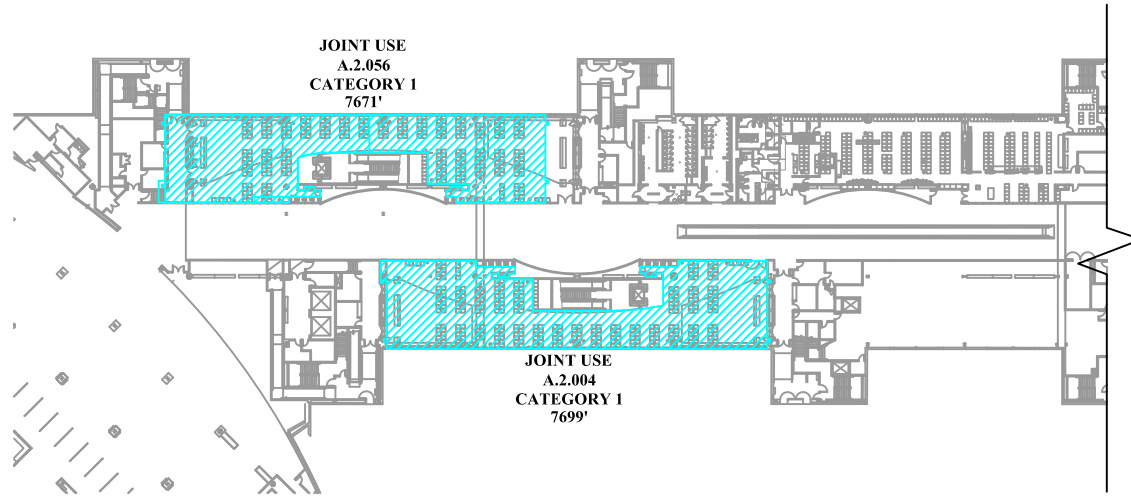 JOINT USE
A.2.056
CATEGORY 1
7671'
JOINT USE
A.2.004
CATEGORY 1
7699'